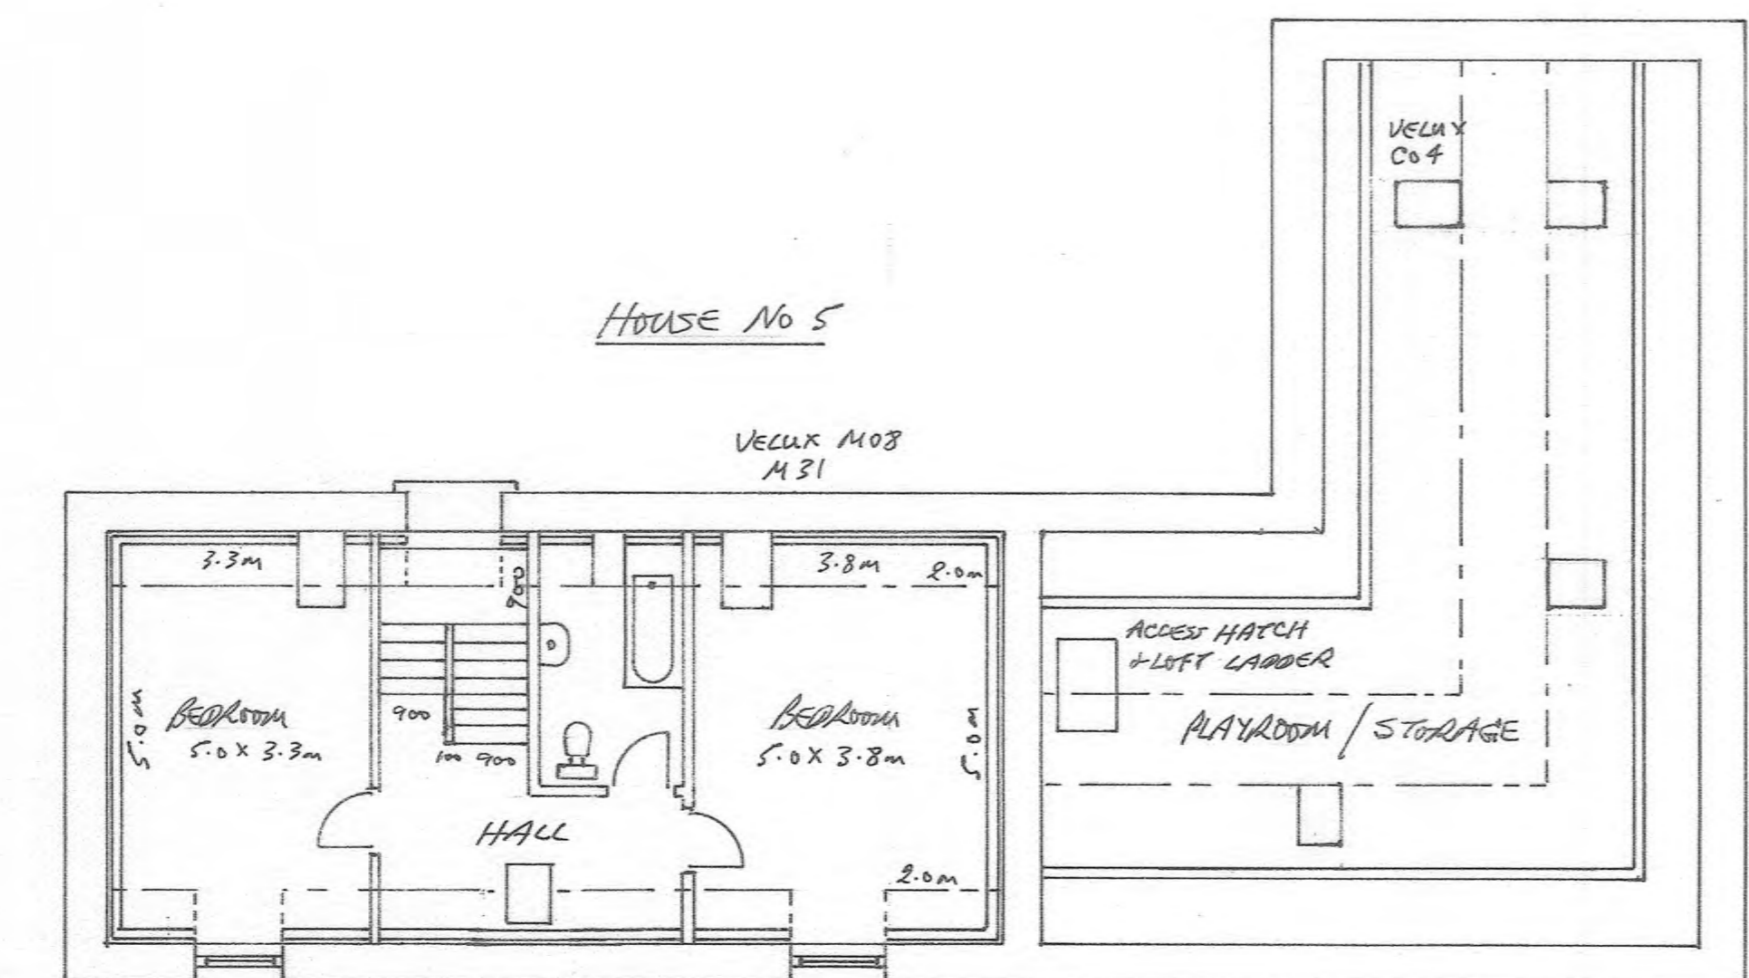 VELUX
C04
HOUSE No 5
VELUX M08
M31
3.3m
900
3.8m
2.0m
ACCESS HATCH
+ LOFT LADDER
5.0m
BEDROOM
5.0 X 3.3m
900
100 900
BEDROOM
5.0 X 3.8m
5.0m
PLAYROOM / STORAGE
HALL
2.0m